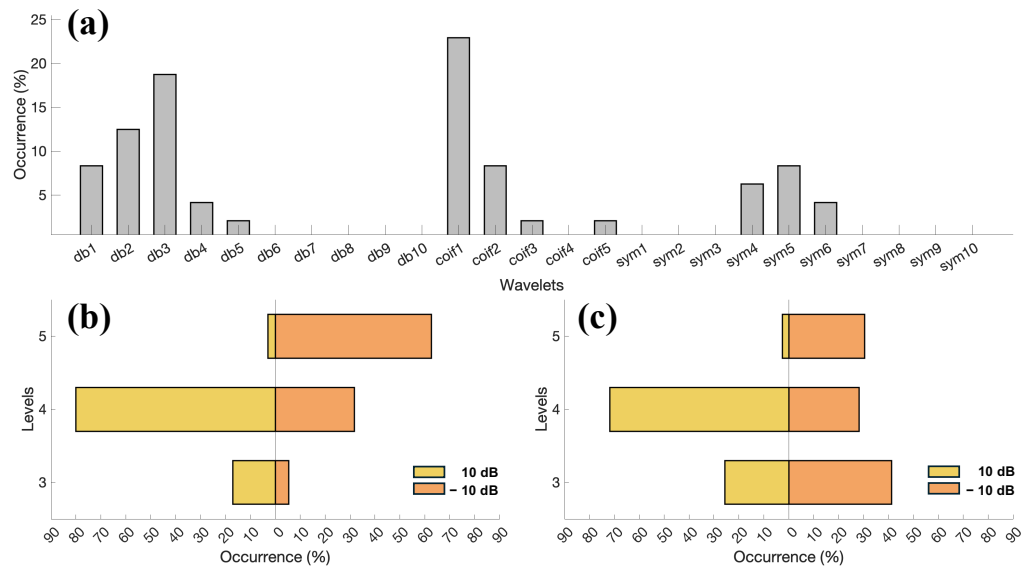 (a)
Occurrence (%)
25
20
15
10
5
db1 db2 db3 db4 db5 db6 db7 db8 db9 db10 coif1 coif2 coif3 coif4 coif5 sym1 sym2 sym3 sym4 sym5 sym6 sym7 sym8 sym9 sym10
Wavelets
(b)
Levels
5
4
3
10 dB
− 10 dB
90 80 70 60 50 40 30 20 10 0 10 20 30 40 50 60 70 80 90
Occurrence (%)
(c)
Levels
5
4
3
10 dB
− 10 dB
90 80 70 60 50 40 30 20 10 0 10 20 30 40 50 60 70 80 90
Occurrence (%)